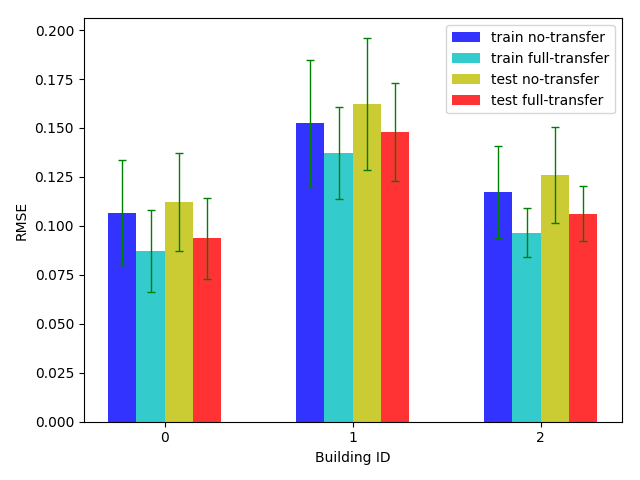 0.200
0.175
0.150
0.125
0.100
0.075
0.050
0.025
0.000
RMSE
train no-transfer
train full-transfer
test no-transfer
test full-transfer
0 1 2
Building ID